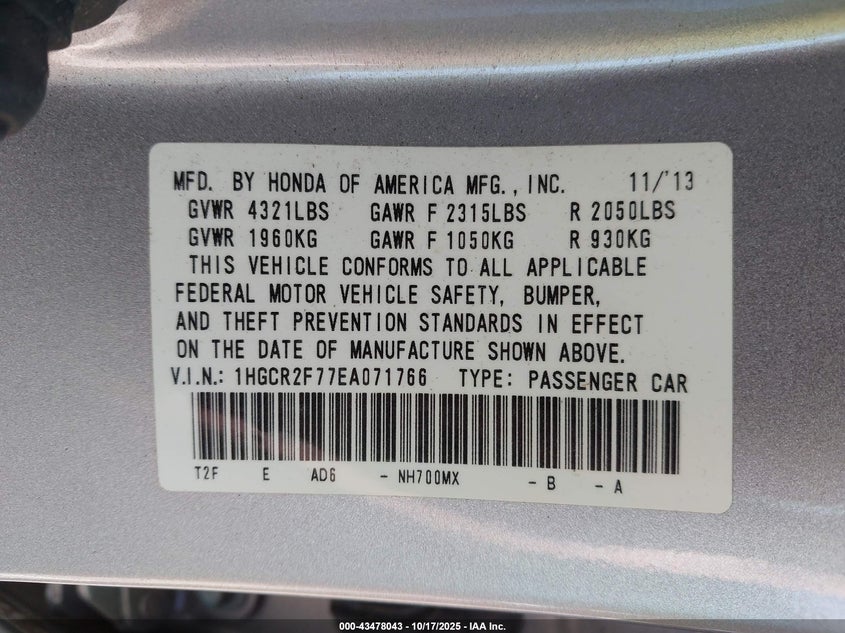 MFD. BY HONDA OF AMERICA MFG., INC. 11/'13
GVWR 4321LBS GAWR F 2315LBS R 2050LBS
GVWR 1960KG GAWR F 1050KG R 930KG
THIS VEHICLE CONFORMS TO ALL APPLICABLE
FEDERAL MOTOR VEHICLE SAFETY, BUMPER,
AND THEFT PREVENTION STANDARDS IN EFFECT
ON THE DATE OF MANUFACTURE SHOWN ABOVE.
V.I.N.: 1HGCR2F77EA071766 TYPE: PASSENGER CAR
T2F E AD6 - NH700MX - B - A
000-43478043 - 10/17/2025 - IAA Inc.